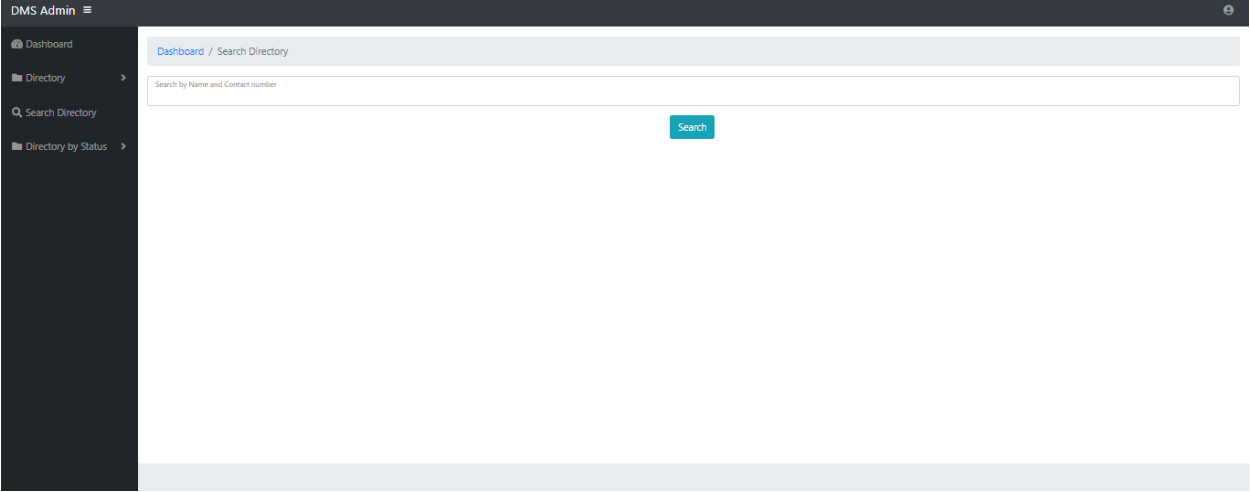 DMS Admin
Dashboard
Directory
Search Directory
Directory by Status
Dashboard / Search Directory
Search by Name and Contact number
Search